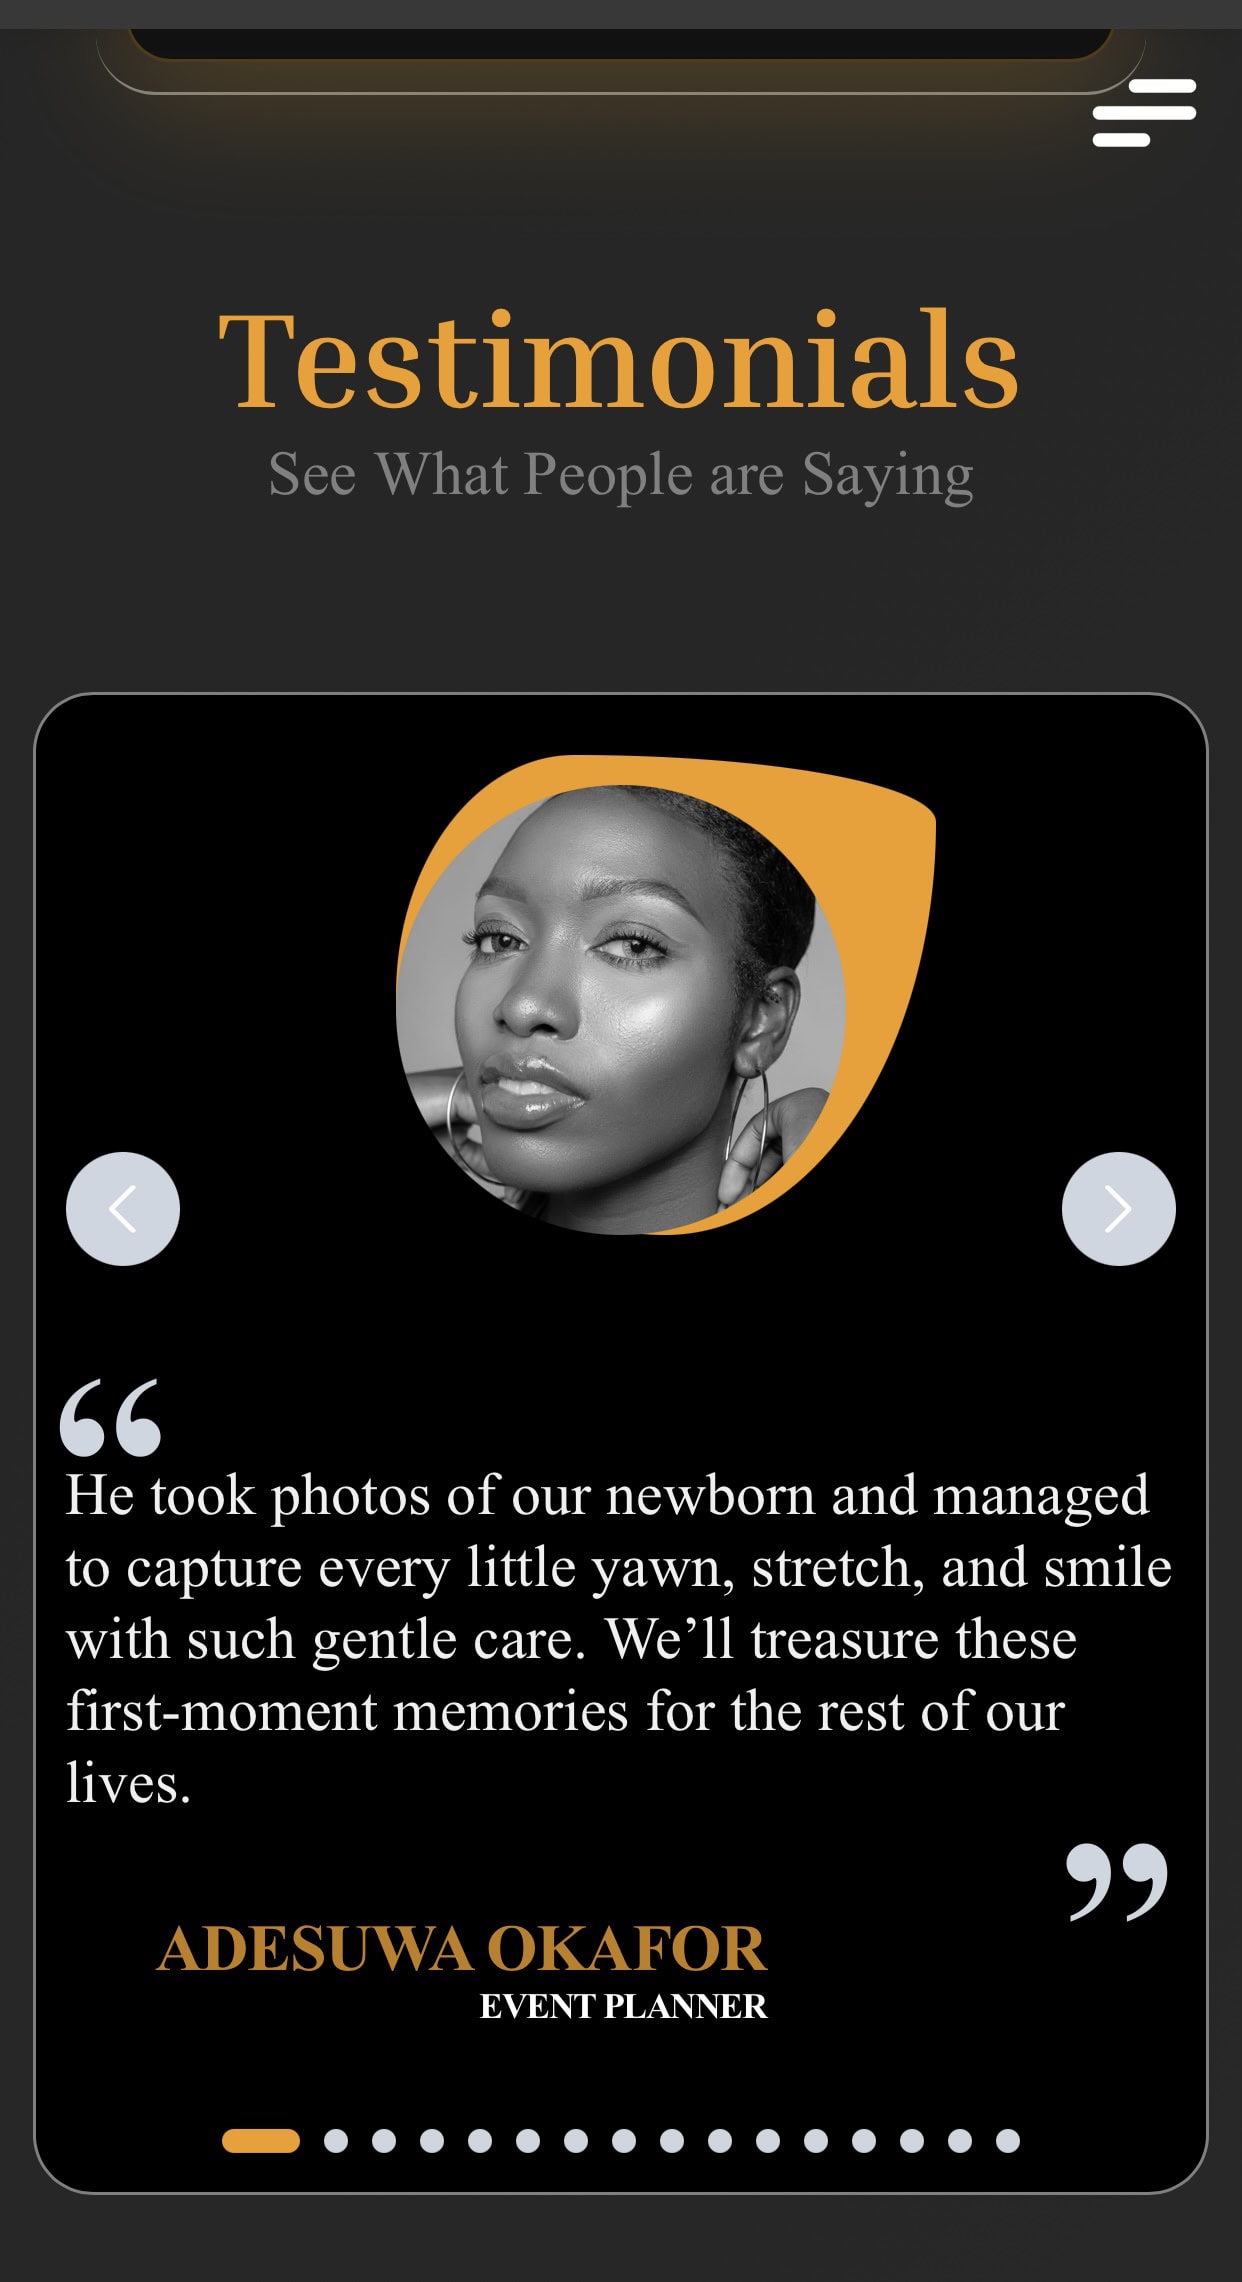 Testimonials
See What People are Saying
“
He took photos of our newborn and managed
to capture every little yawn, stretch, and smile
with such gentle care. We’ll treasure these
first-moment memories for the rest of our
lives.
”
ADESUWA OKAFOR
EVENT PLANNER